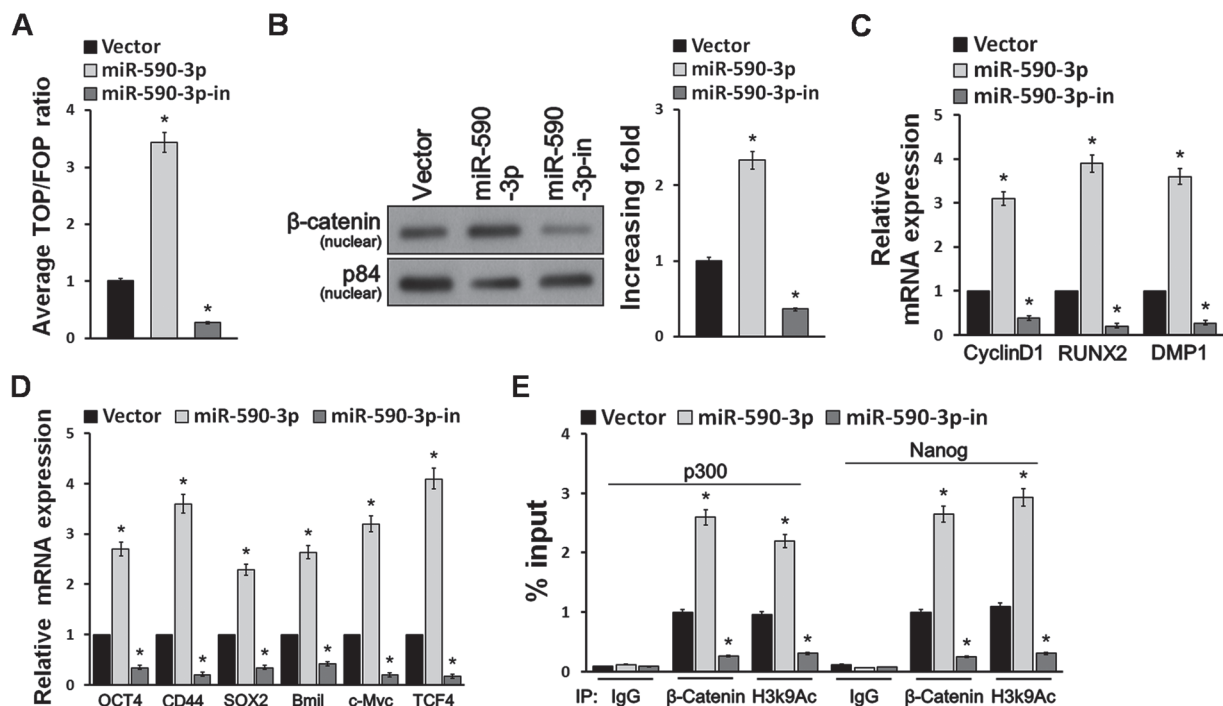 A
Vector
miR-590-3p
miR-590-3p-in
Average TOP/FOP ratio
4
3
2
1
0
*
*
B
Vector
miR-590
-3p
miR-590
-3p-in
β-catenin
(nuclear)
p84
(nuclear)
Vector
miR-590-3p
miR-590-3p-in
Increasing fold
3
2
1
0
*
*
C
Vector
miR-590-3p
miR-590-3p-in
Relative
mRNA expression
5
4
3
2
1
0
* * *
* * *
CyclinD1 RUNX2 DMP1
D
Vector miR-590-3p miR-590-3p-in
Relative mRNA expression
5
4
3
2
1
0
* * * * * *
* * * * * *
OCT4 CD44 SOX2 Bmil c-Myc TCF4
E
Vector miR-590-3p miR-590-3p-in
% input
4
3
2
1
0
p300
Nanog
* * * *
* * * *
IP: IgG β-Catenin H3k9Ac IgG β-Catenin H3k9Ac